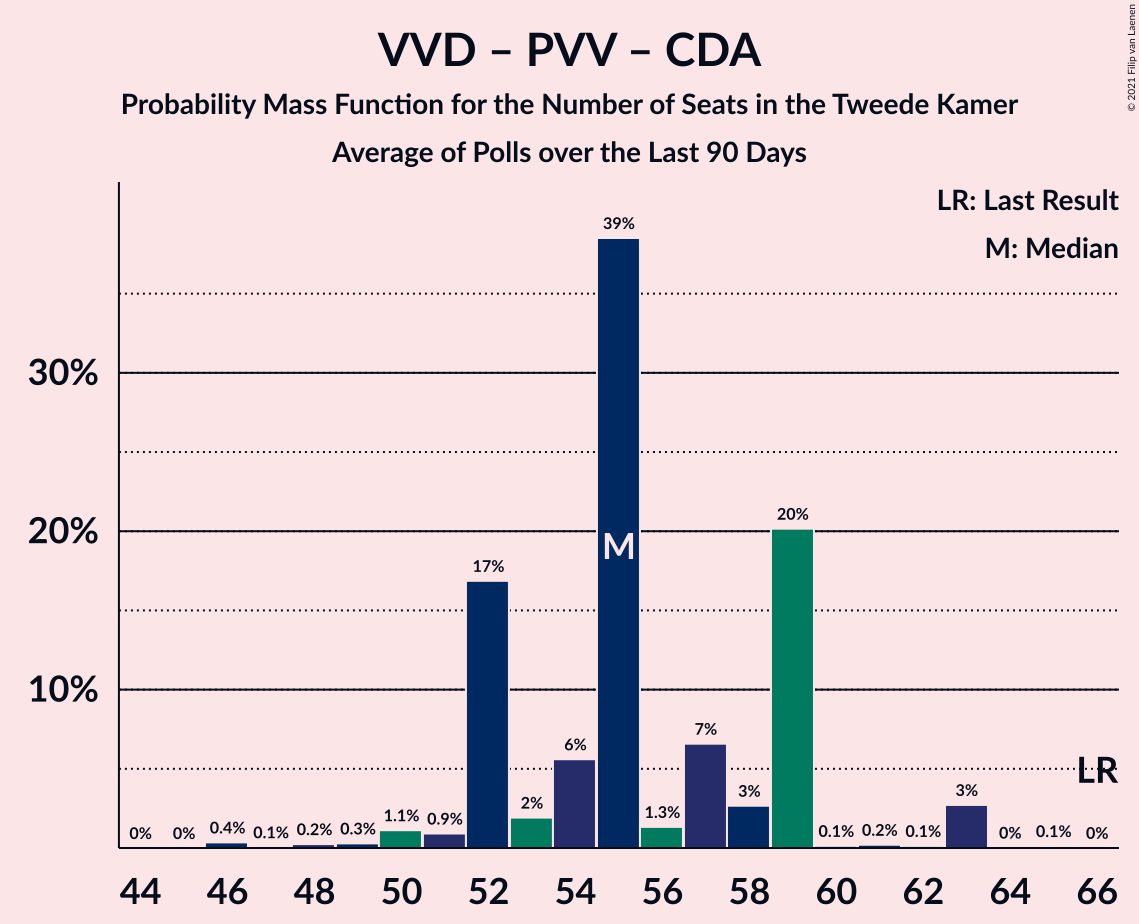 VVD – PVV – CDA
Probability Mass Function for the Number of Seats in the Tweede Kamer
Average of Polls over the Last 90 Days
© 2021 Filip van Laenen
LR: Last Result
M: Median
30%
20%
10%
0%
0%
0.4%
0.1%
0.2%
0.3%
1.1%
0.9%
17%
2%
6%
39%
M
1.3%
7%
3%
20%
0.1%
0.2%
0.1%
3%
0%
0.1%
0%
LR
44 46 48 50 52 54 56 58 60 62 64 66